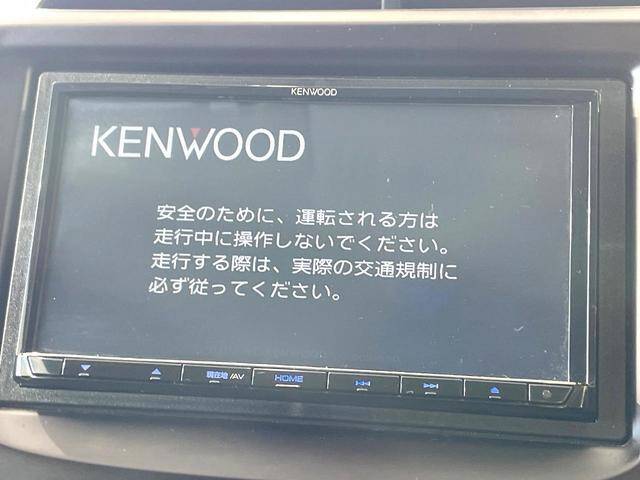 KENWOOD
KENWOOD
安全のために、運転される方は
走行中に操作しないでください。
走行する際は、実際の交通規制に
必ず従ってください。
現在地/AV
HOME